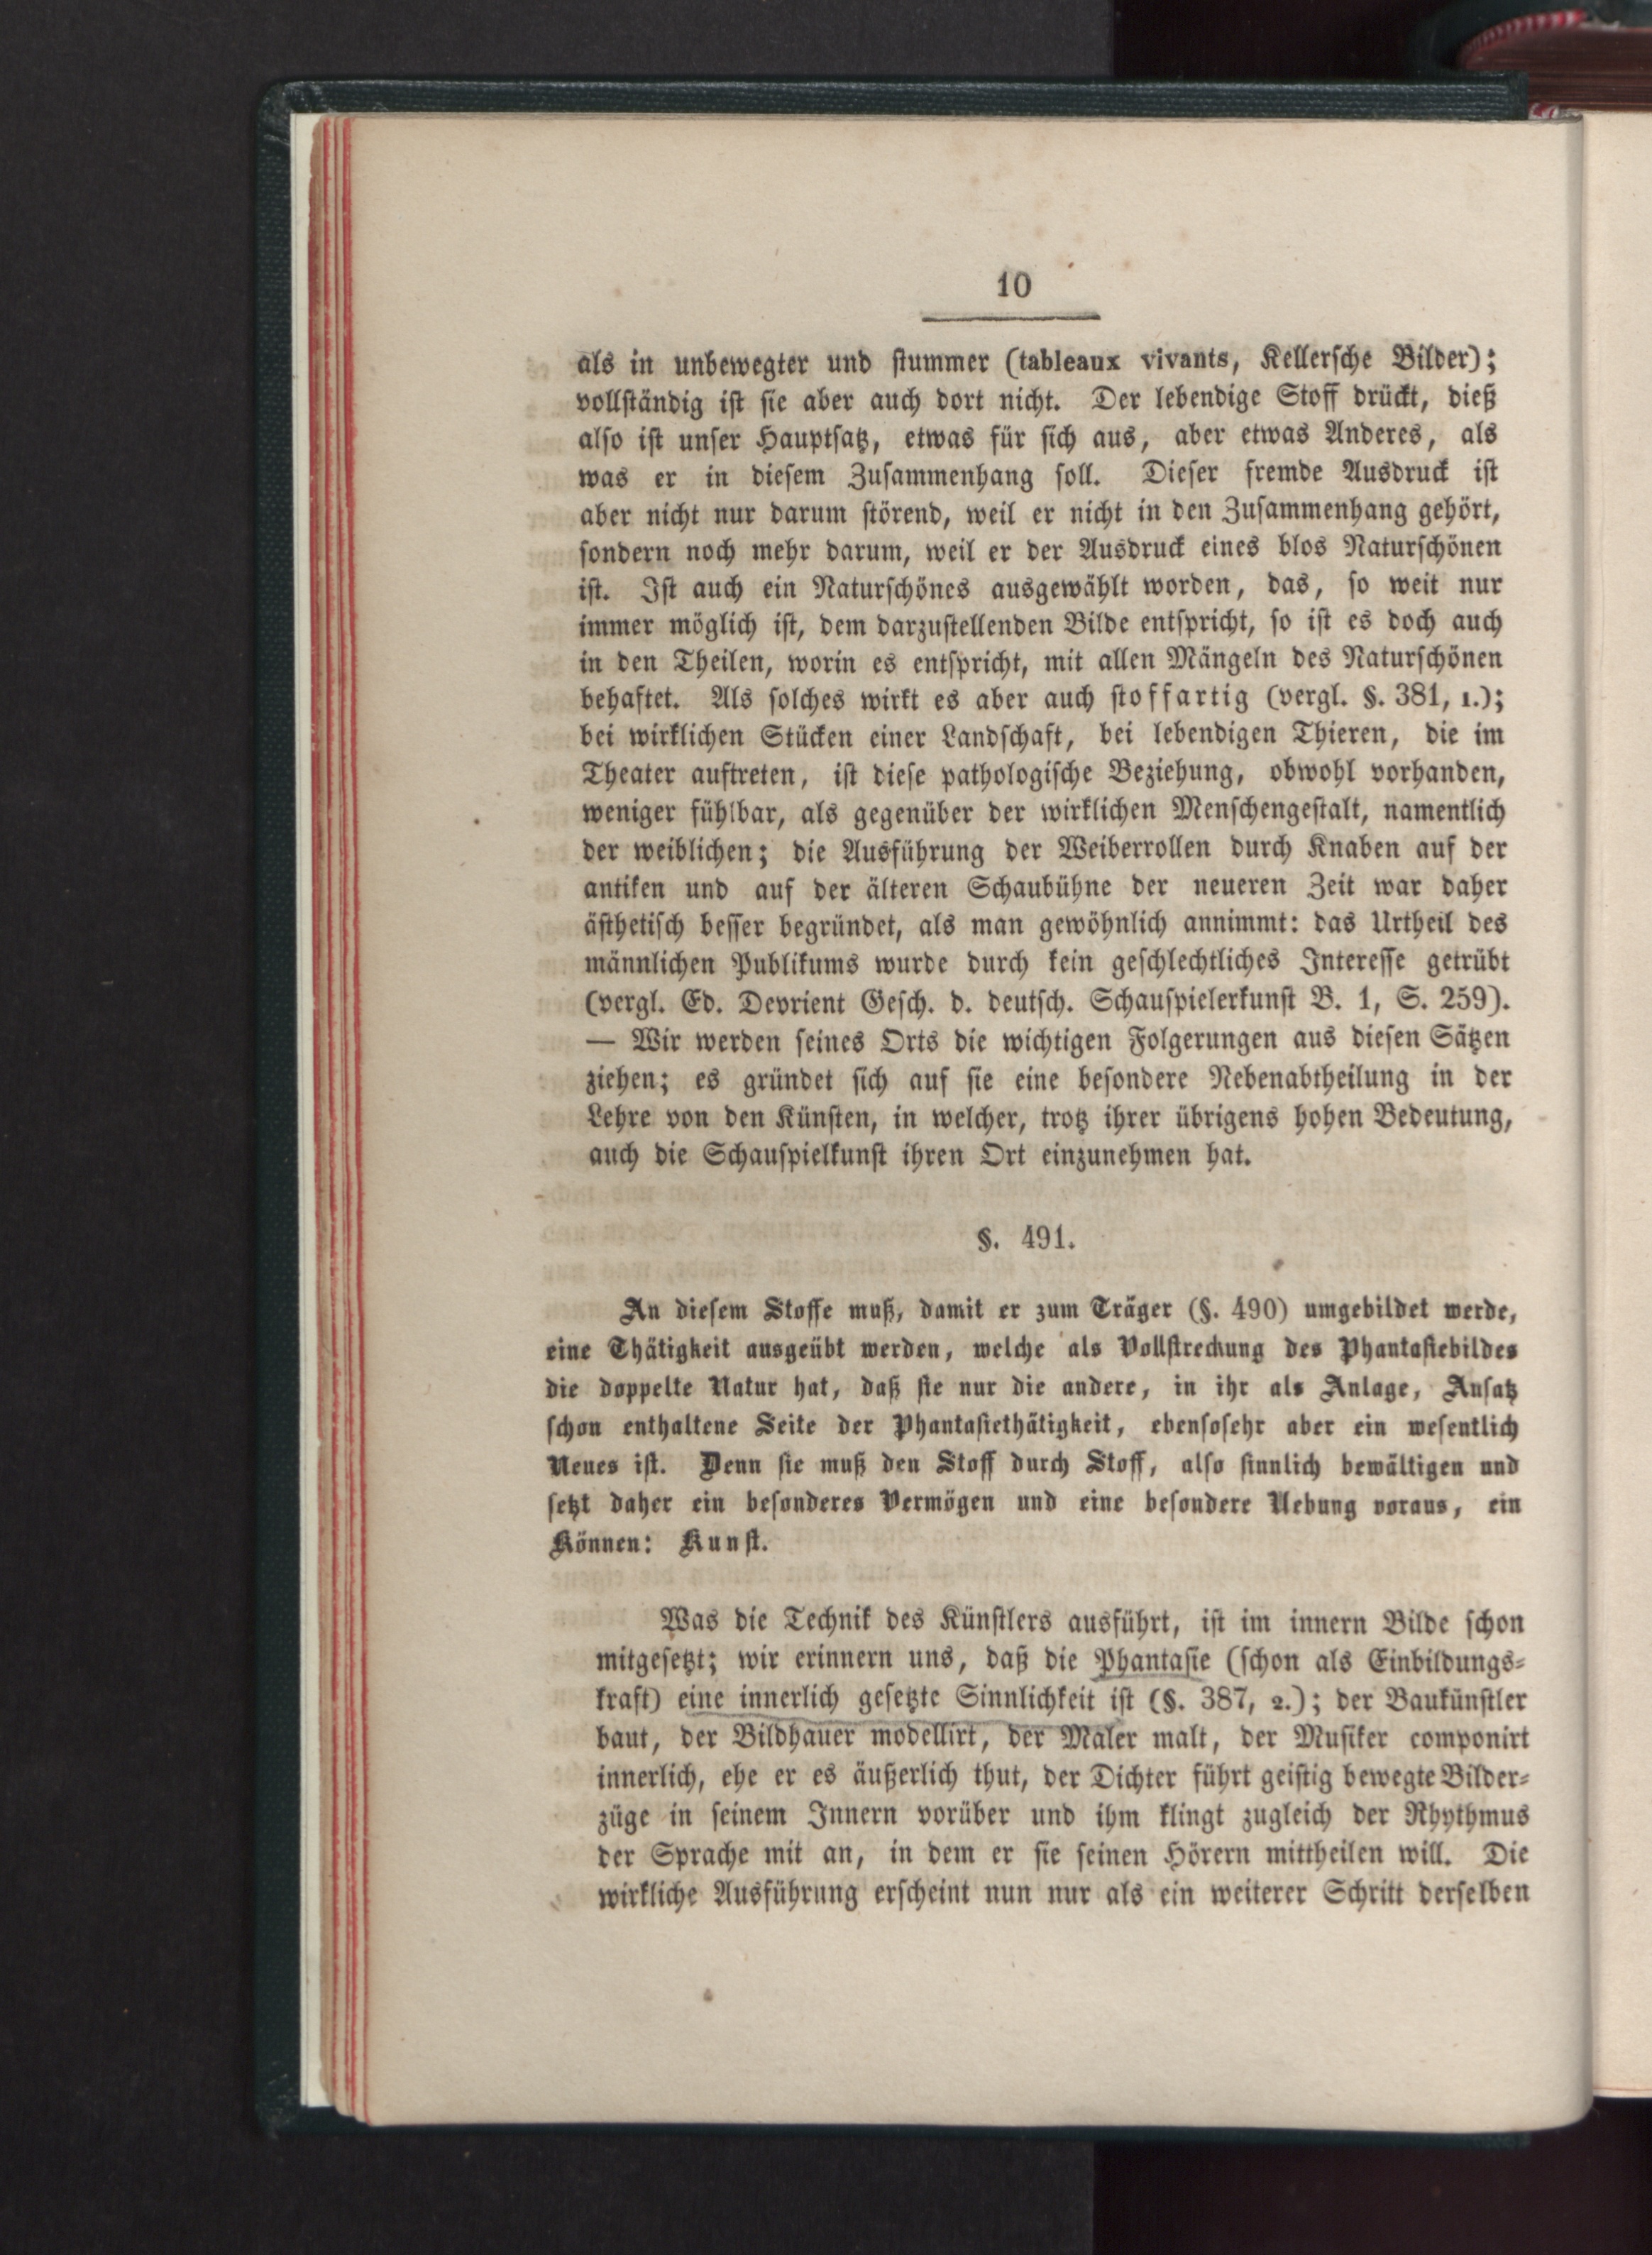 10
als in unbewegter und stummer (tableaux vivants, Kellersche Bilder);
vollständig ist sie aber auch dort nicht. Der lebendige Stoff drückt, dieß
also ist unser Hauptsatz, etwas für sich aus, aber etwas Anderes, als
was er in diesem Zusammenhang soll. Dieser fremde Ausdruck ist
aber nicht nur darum störend, weil er nicht in den Zusammenhang gehört,
sondern noch mehr darum, weil er der Ausdruck eines blos Naturschönen
ist. Ist auch ein Naturschönes ausgewählt worden, das, so weit nur
immer möglich ist, dem darzustellenden Bilde entspricht, so ist es doch auch
in den Theilen, worin es entspricht, mit allen Mängeln des Naturschönen
behaftet. Als solches wirkt es aber auch stoffartig (vergl. §. 381, 1.);
bei wirklichen Stücken einer Landschaft, bei lebendigen Thieren, die im
Theater auftreten, ist diese pathologische Beziehung, obwohl vorhanden,
weniger fühlbar, als gegenüber der wirklichen Menschengestalt, namentlich
der weiblichen; die Ausführung der Weiberrollen durch Knaben auf der
antiken und auf der älteren Schaubühne der neueren Zeit war daher
ästhetisch besser begründet, als man gewöhnlich annimmt: das Urtheil des
männlichen Publikums wurde durch kein geschlechtliches Interesse getrübt
(vergl. Ed. Devrient Gesch. d. deutsch. Schauspielerkunst B. 1, S. 259).
— Wir werden seines Orts die wichtigen Folgerungen aus diesen Sätzen
ziehen; es gründet sich auf sie eine besondere Nebenabtheilung in der
Lehre von den Künsten, in welcher, trotz ihrer übrigens hohen Bedeutung,
auch die Schauspielkunst ihren Ort einzunehmen hat.
§. 491.
An diesem Stoffe muß, damit er zum Träger (§. 490) umgebildet werde,
eine Thätigkeit ausgeübt werden, welche als Vollstreckung des Phantasiebildes
die doppelte Natur hat, daß sie nur die andere, in ihr als Anlage, Ansatz
schon enthaltene Seite der Phantasiethätigkeit, ebensosehr aber ein wesentlich
Neues ist. Denn sie muß den Stoff durch Stoff, also sinnlich bewältigen und
setzt daher ein besonderes Vermögen und eine besondere Uebung voraus, ein
Können: Kunst.
Was die Technik des Künstlers ausführt, ist im innern Bilde schon
mitgesetzt; wir erinnern uns, daß die Phantasie (schon als Einbildungs-
kraft) eine innerlich gesetzte Sinnlichkeit ist (§. 387, 2.); der Baukünstler
baut, der Bildhauer modellirt, der Maler malt, der Musiker componirt
innerlich, ehe er es äußerlich thut, der Dichter führt geistig bewegte Bilder-
züge in seinem Innern vorüber und ihm klingt zugleich der Rhythmus
der Sprache mit an, in dem er sie seinen Hörern mittheilen will. Die
wirkliche Ausführung erscheint nun nur als ein weiterer Schritt derselben